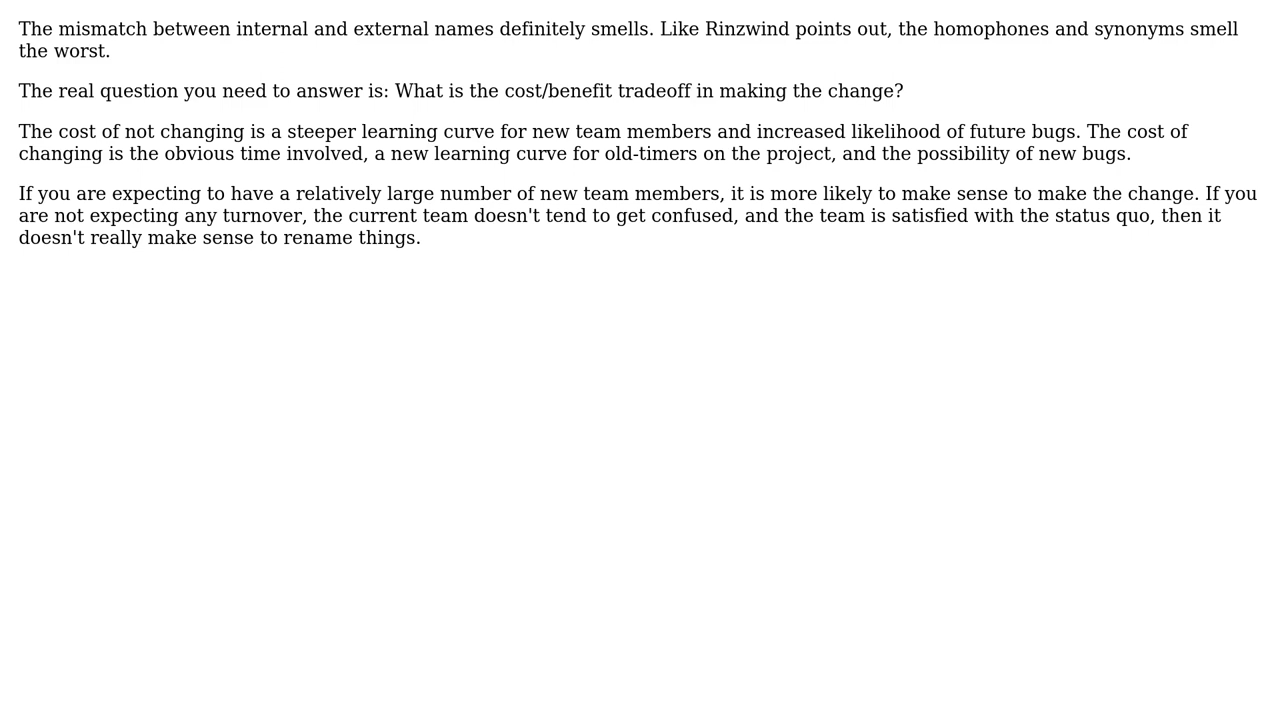 The mismatch between internal and external names definitely smells. Like Rinzwind points out, the homophones and synonyms smell
the worst.
The real question you need to answer is: What is the cost/benefit tradeoff in making the change?
The cost of not changing is a steeper learning curve for new team members and increased likelihood of future bugs. The cost of
changing is the obvious time involved, a new learning curve for old-timers on the project, and the possibility of new bugs.
If you are expecting to have a relatively large number of new team members, it is more likely to make sense to make the change. If you
are not expecting any turnover, the current team doesn't tend to get confused, and the team is satisfied with the status quo, then it
doesn't really make sense to rename things.